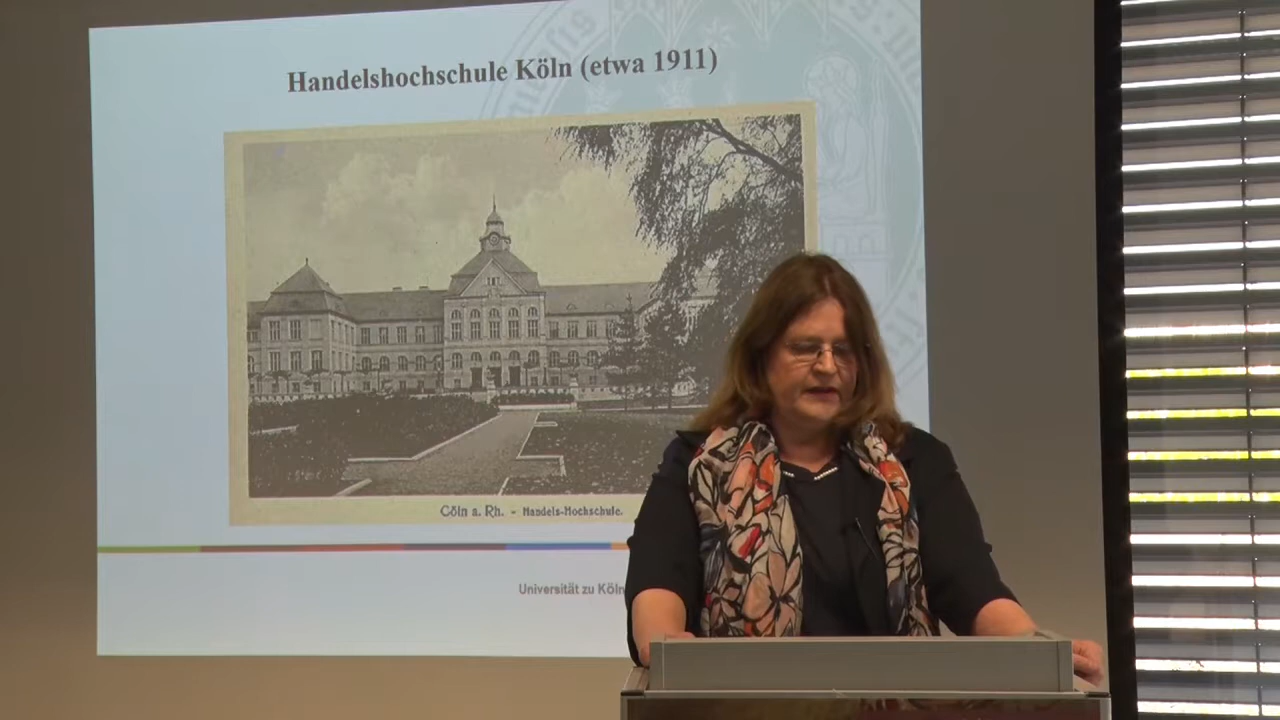 Handelshochschule Köln (etwa 1911)
Cöln a. Rh. - Handels-Hochschule.
Universität zu Köln